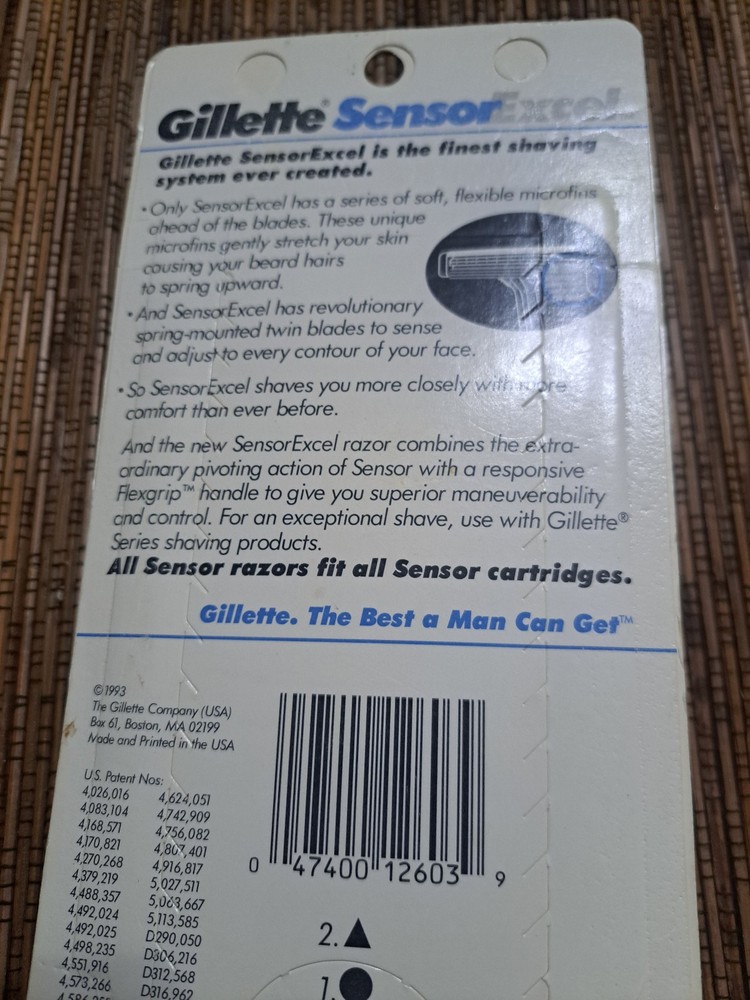 Gillette® SensorExcel.
Gillette SensorExcel is the finest shaving
system ever created.
• Only SensorExcel has a series of soft, flexible microfins
ahead of the blades. These unique
microfins gently stretch your skin
causing your beard hairs
to spring upward.
• And SensorExcel has revolutionary
spring-mounted twin blades to sense
and adjust to every contour of your face.
• So SensorExcel shaves you more closely with more
comfort than ever before.
And the new SensorExcel razor combines the extra-
ordinary pivoting action of Sensor with a responsive
Flexgrip™ handle to give you superior maneuverability
and control. For an exceptional shave, use with Gillette®
Series shaving products.
All Sensor razors fit all Sensor cartridges.
Gillette. The Best a Man Can Get™
© 1993
The Gillette Company (USA)
Box 61, Boston, MA 02199
Made and Printed in the USA
U.S. Patent Nos:
4,026,016 4,624,051
4,083,104 4,742,909
4,168,571 4,756,082
4,170,821 4,807,401
4,270,268 4,916,817
4,379,219 5,027,511
4,488,357 5,063,667
4,492,024 5,113,585
4,492,025 D290,050
4,498,235 D306,216
4,551,916 D312,568
4,573,266 D316,962
0 47400 12603 9
2.
1.